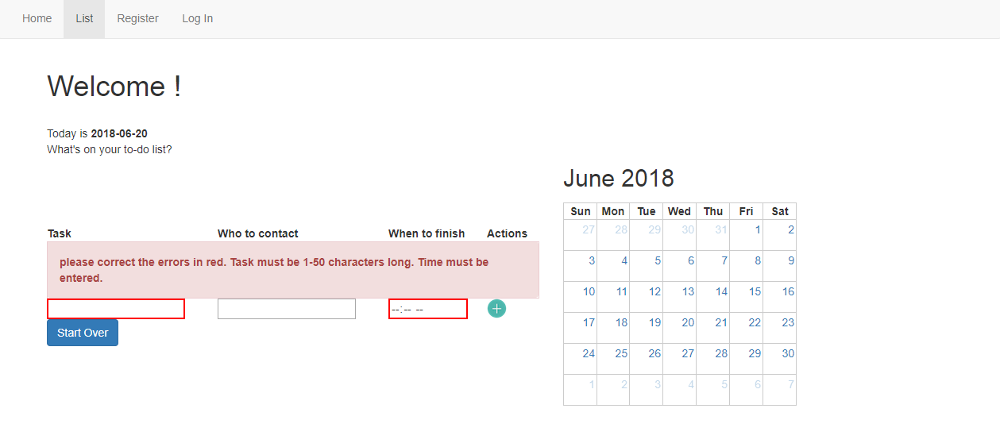 Home List Register Log In
Welcome !
Today is 2018-06-20
What's on your to-do list?
Task Who to contact When to finish Actions
please correct the errors in red. Task must be 1-50 characters long. Time must be
entered.
--:-- --
Start Over
June 2018
Sun Mon Tue Wed Thu Fri Sat
27 28 29 30 31 1 2
3 4 5 6 7 8 9
10 11 12 13 14 15 16
17 18 19 20 21 22 23
24 25 26 27 28 29 30
1 2 3 4 5 6 7